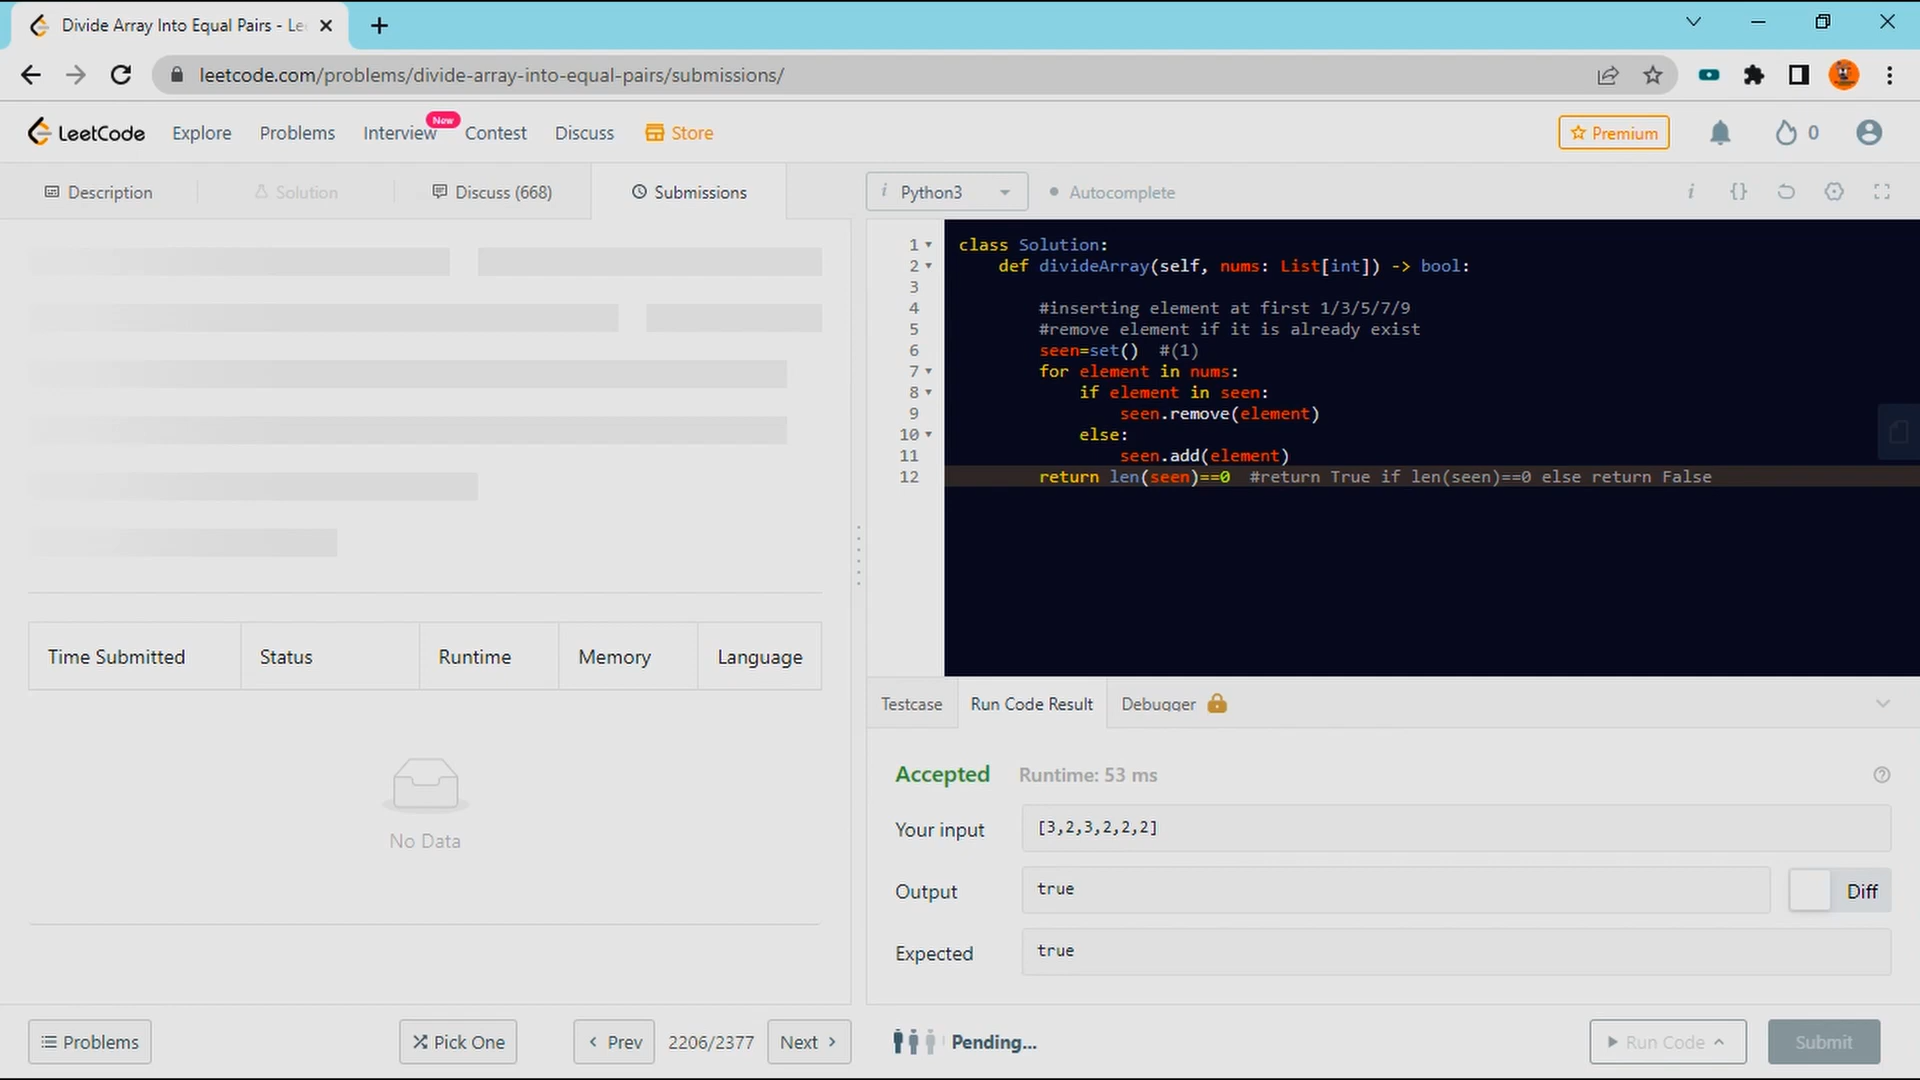 Divide Array Into Equal Pairs - Le
leetcode.com/problems/divide-array-into-equal-pairs/submissions/
LeetCode Explore Problems Interview New Contest Discuss Store Premium 0
Description Solution Discuss (668) Submissions
i Python3 Autocomplete i {}
1 class Solution:
2 def divideArray(self, nums: List[int]) -> bool:
3
4 #inserting element at first 1/3/5/7/9
5 #remove element if it is already exist
6 seen=set() #(1)
7 for element in nums:
8 if element in seen:
9 seen.remove(element)
10 else:
11 seen.add(element)
12 return len(seen)==0 #return True if len(seen)==0 else return False
Time Submitted Status Runtime Memory Language
No Data
Testcase Run Code Result Debugger
Accepted Runtime: 53 ms
Your input [3,2,3,2,2,2]
Output true Diff
Expected true
Problems Pick One Prev 2206/2377 Next Pending... Run Code Submit